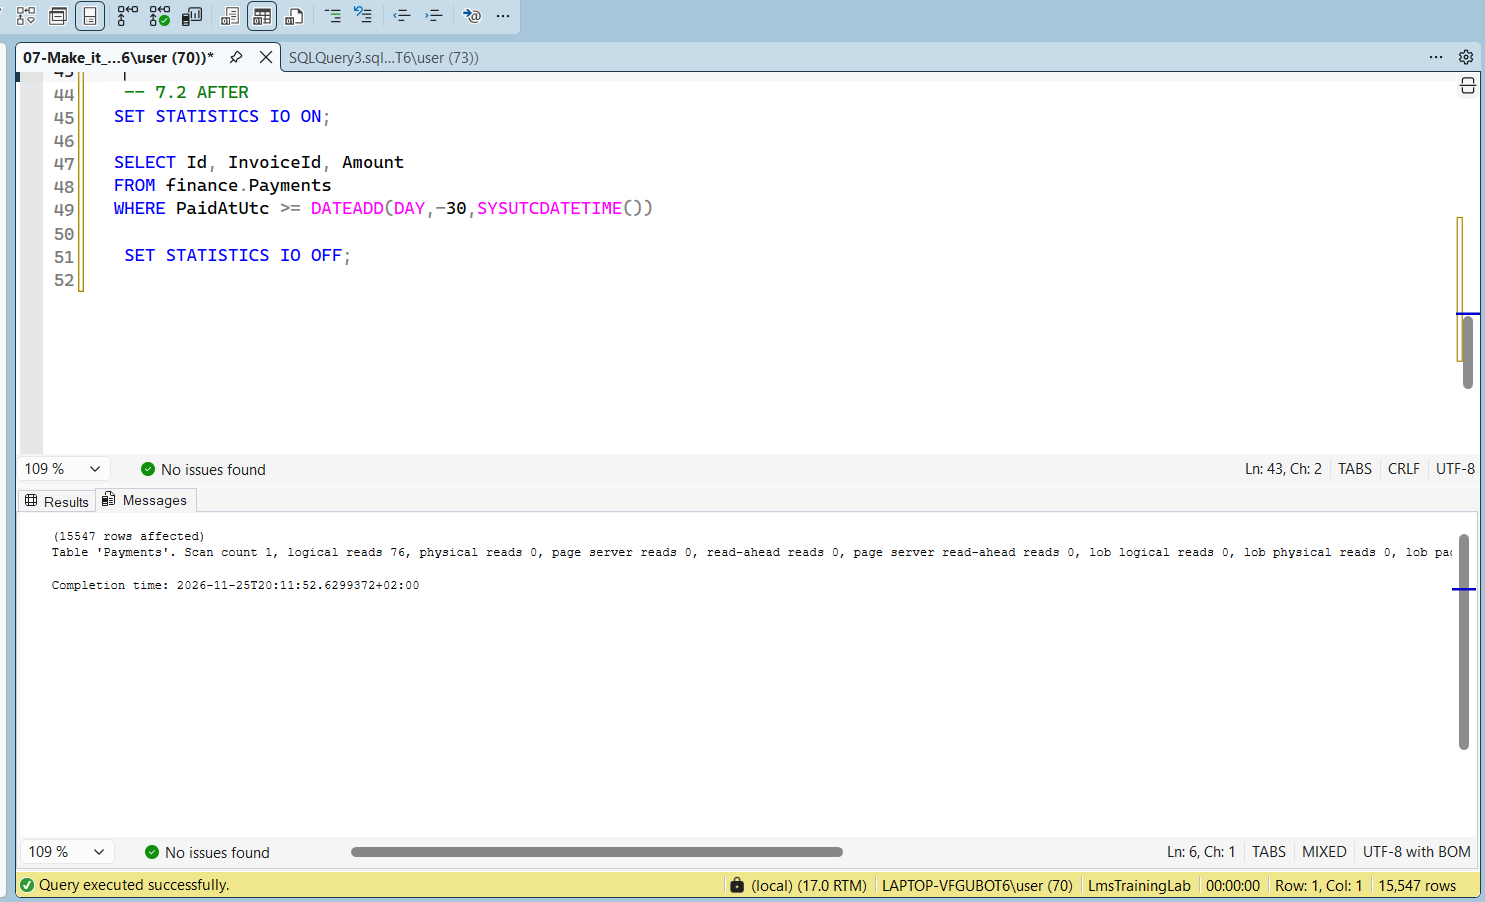 07-Make_it_...6\user (70))*
SQLQuery3.sql...T6\user (73))
43
44 -- 7.2 AFTER
45 SET STATISTICS IO ON;
46
47 SELECT Id, InvoiceId, Amount
48 FROM finance.Payments
49 WHERE PaidAtUtc >= DATEADD(DAY,-30,SYSUTCDATETIME())
50
51 SET STATISTICS IO OFF;
52
109 % No issues found Ln: 43, Ch: 2 TABS CRLF UTF-8
Results Messages
(15547 rows affected)
Table 'Payments'. Scan count 1, logical reads 76, physical reads 0, page server reads 0, read-ahead reads 0, page server read-ahead reads 0, lob logical reads 0, lob physical reads 0, lob
Completion time: 2026-11-25T20:11:52.6299372+02:00
109 % No issues found Ln: 6, Ch: 1 TABS MIXED UTF-8 with BOM
Query executed successfully. (local) (17.0 RTM) LAPTOP-VFGUBOT6\user (70) LmsTrainingLab 00:00:00 Row: 1, Col: 1 15,547 rows